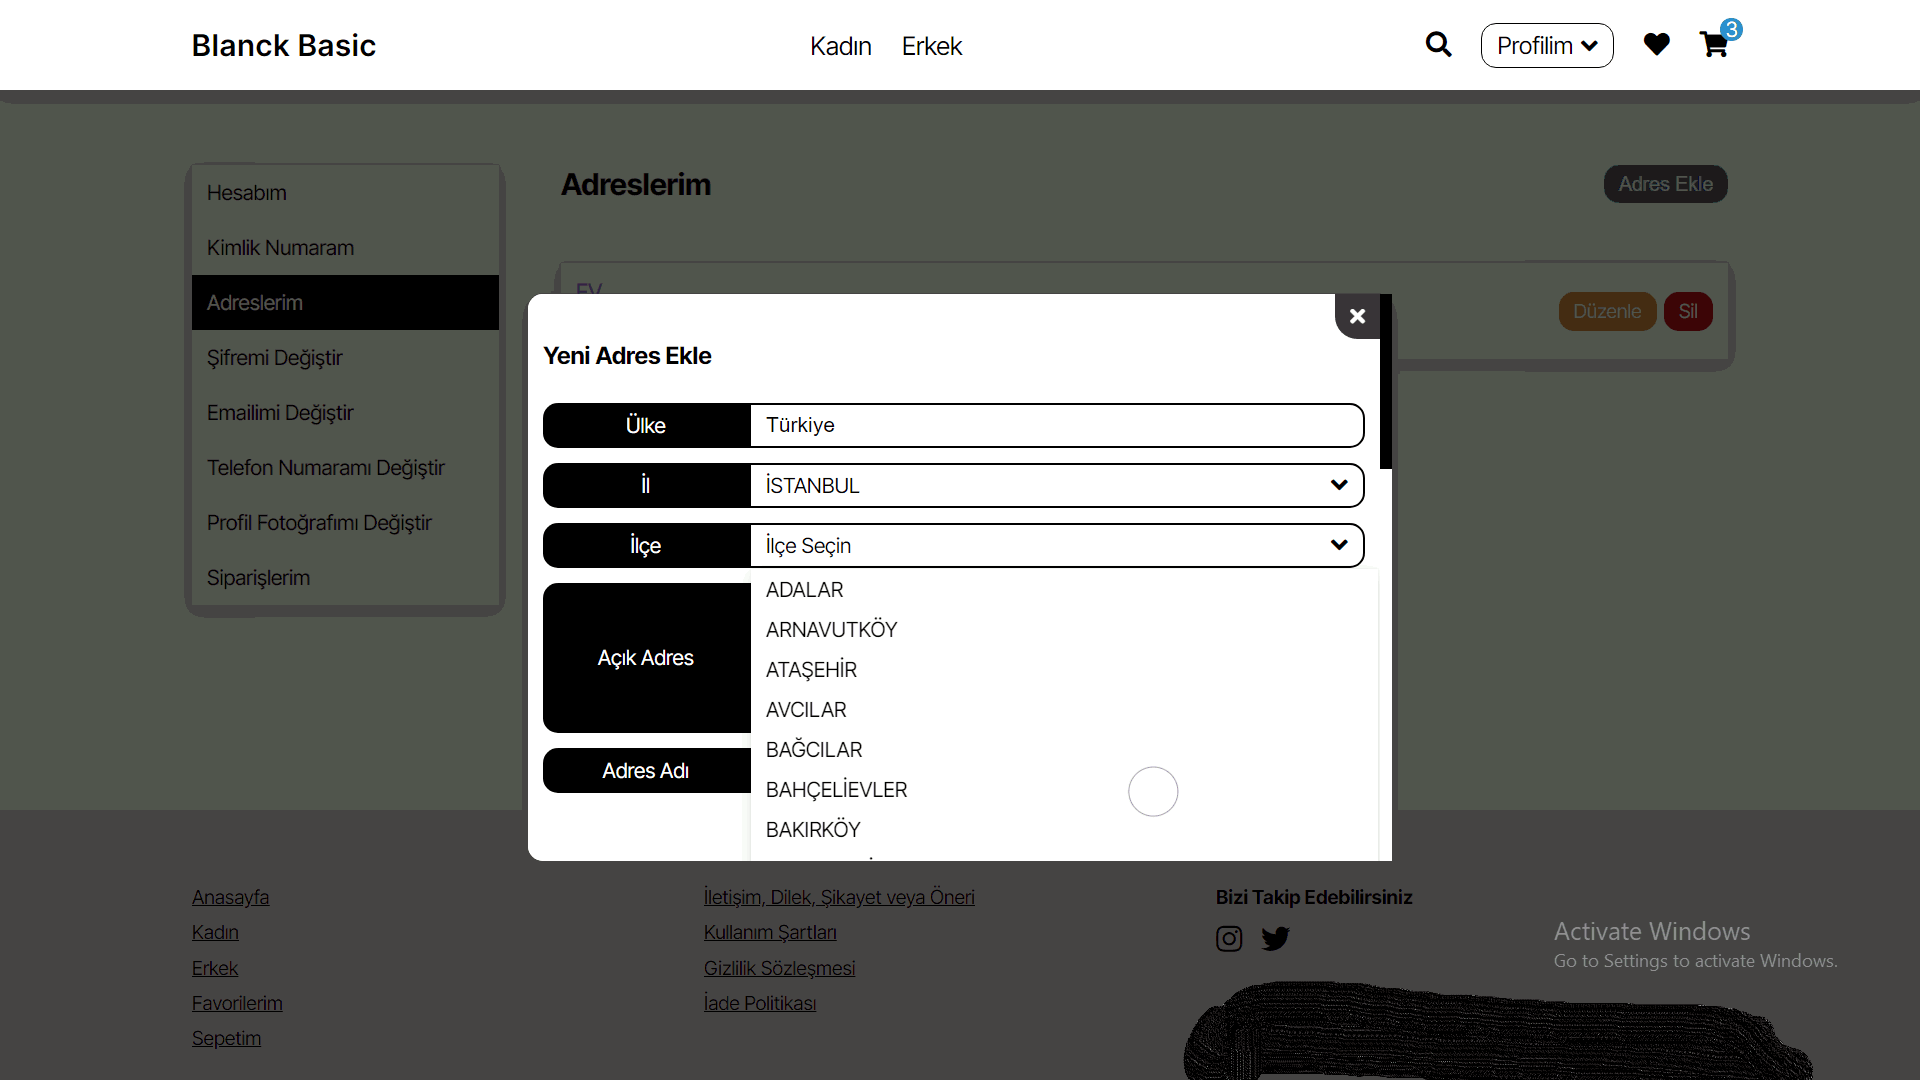 Blanck Basic
Kadın
Erkek
Profilim
3
Hesabım
Kimlik Numaram
Adreslerim
Şifremi Değiştir
Emailimi Değiştir
Telefon Numaramı Değiştir
Profil Fotoğrafımı Değiştir
Siparişlerim
Adreslerim
Adres Ekle
EV
Düzenle
Sil
Yeni Adres Ekle
Ülke
Türkiye
İl
İSTANBUL
İlçe
İlçe Seçin
ADALAR
ARNAVUTKÖY
ATAŞEHİR
AVCILAR
BAĞCILAR
BAHÇELİEVLER
BAKIRKÖY
Açık Adres
Adres Adı
Anasayfa
Kadın
Erkek
Favorilerim
Sepetim
İletişim, Dilek, Şikayet veya Öneri
Kullanım Şartları
Gizlilik Sözleşmesi
İade Politikası
Bizi Takip Edebilirsiniz
Activate Windows
Go to Settings to activate Windows.